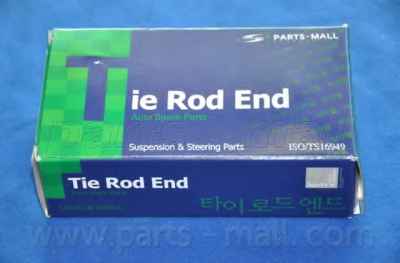 PARTS-MALL
Tie Rod End
Auto Spare Parts
Suspension & Steering Parts
ISO/TS16949
Tie Rod End
타이로드엔드
www.parts-mall.com